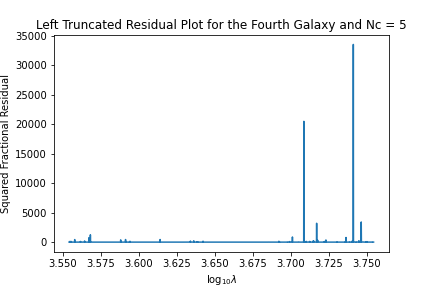 Left Truncated Residual Plot for the Fourth Galaxy and Nc = 5
Squared Fractional Residual
35000
30000
25000
20000
15000
10000
5000
0
3.550 3.575 3.600 3.625 3.650 3.675 3.700 3.725 3.750
log₁₀λ